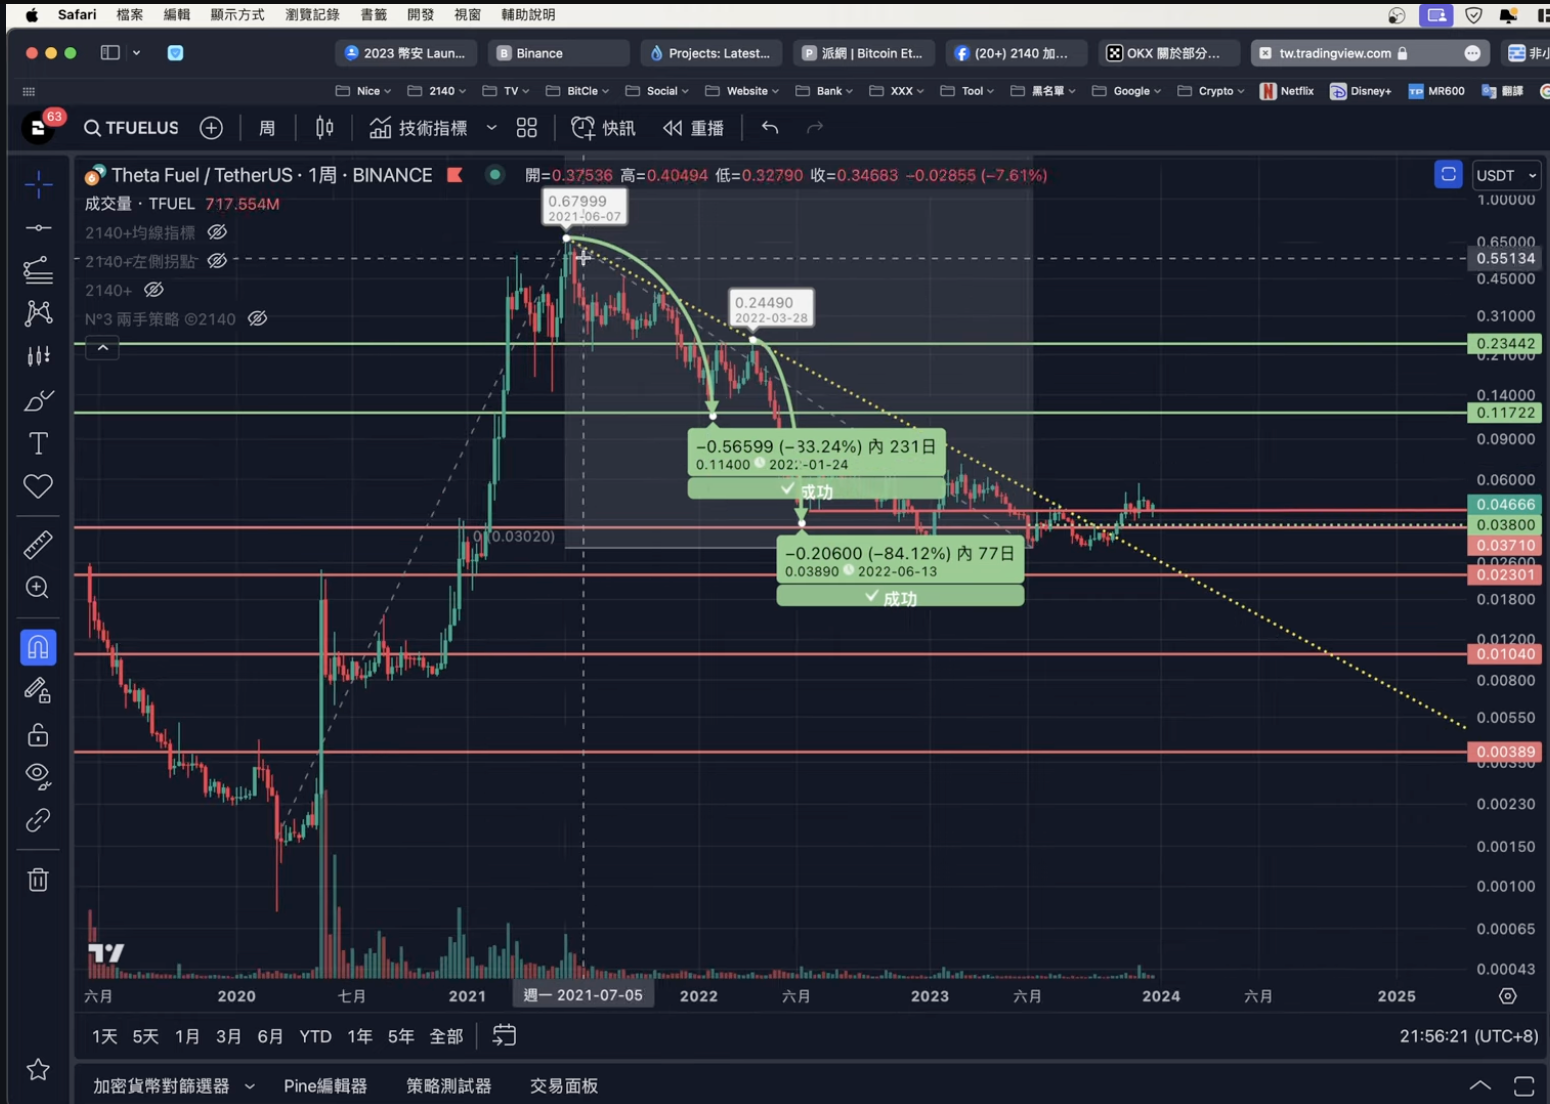 Safari 檔案 編輯 顯示方式 瀏覽記錄 書籤 開發 視窗 輔助說明
2023 幣安 Laun... Binance Projects: Latest... 派網 | Bitcoin Et... (20+) 2140 加... OKX 關於部分... tw.tradingview.com 非小
Nice 2140 TV BitCle Social Website Bank XXX Tool 黑名單 Google Crypto Netflix Disney+ MR600 翻譯
63 TFUELUS 周 技術指標 快訊 重播
Theta Fuel / TetherUS · 1周 · BINANCE 開=0.37536 高=0.40494 低=0.32790 收=0.34683 −0.02855 (−7.61%) USDT
成交量 · TFUEL 717.554M
2140+均線指標
2140+左側拐點
2140+
Nº3 兩手策略 ©2140
0.67999
2021-06-07
0.24490
2022-03-28
−0.56599 (−83.24%) 內 231日
0.11400 2022-01-24
成功
0 (0.03020)
−0.20600 (−84.12%) 內 77日
0.03890 2022-06-13
成功
1.00000
0.65000
0.55134
0.45000
0.31000
0.23442
0.21000
0.14000
0.11722
0.09000
0.06000
0.04666
0.03800
0.03710
0.02600
0.02301
0.01800
0.01200
0.01040
0.00800
0.00550
0.00389
0.00350
0.00230
0.00150
0.00100
0.00065
0.00043
六月 2020 七月 2021 週一 2021-07-05 2022 六月 2023 六月 2024 六月 2025
1天 5天 1月 3月 6月 YTD 1年 5年 全部 21:56:21 (UTC+8)
加密貨幣對篩選器 Pine編輯器 策略測試器 交易面板